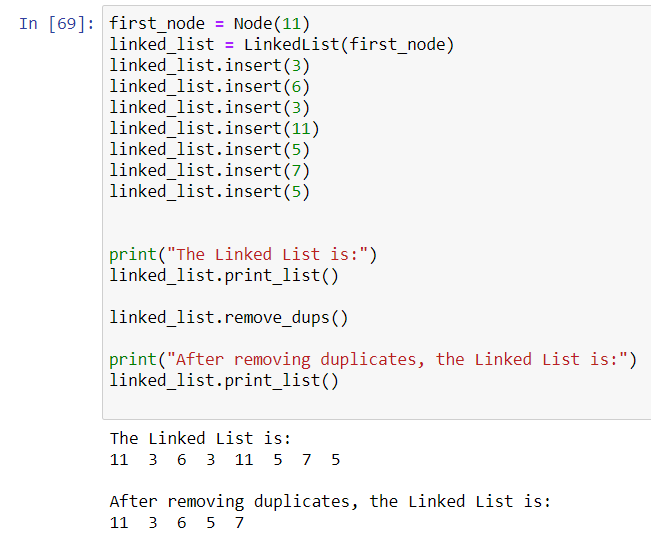 In [69]: first_node = Node(11)
linked_list = LinkedList(first_node)
linked_list.insert(3)
linked_list.insert(6)
linked_list.insert(3)
linked_list.insert(11)
linked_list.insert(5)
linked_list.insert(7)
linked_list.insert(5)
print("The Linked List is:")
linked_list.print_list()
linked_list.remove_dups()
print("After removing duplicates, the Linked List is:")
linked_list.print_list()
The Linked List is:
11 3 6 3 11 5 7 5
After removing duplicates, the Linked List is:
11 3 6 5 7